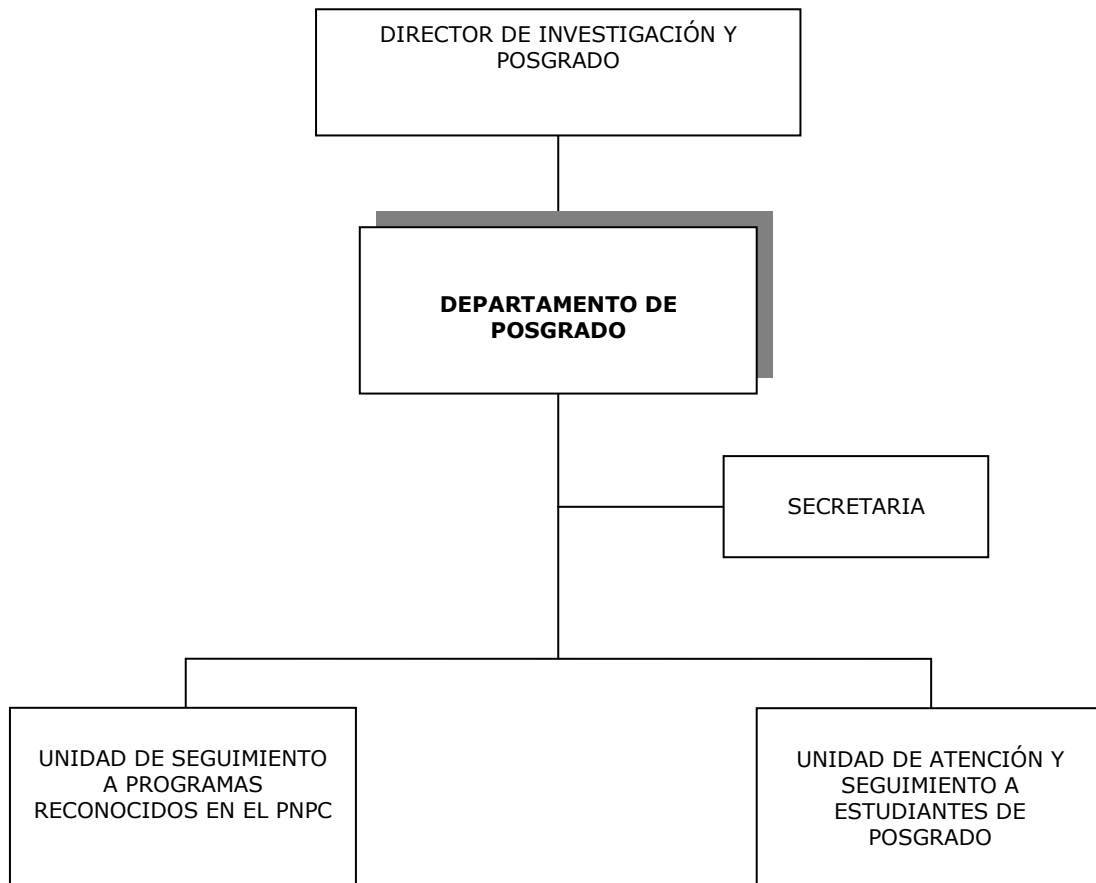 DIRECTOR DE INVESTIGACIÓN Y
POSGRADO
DEPARTAMENTO DE
POSGRADO
SECRETARIA
UNIDAD DE SEGUIMIENTO
A PROGRAMAS
RECONOCIDOS EN EL PNPC
UNIDAD DE ATENCIÓN Y
SEGUIMIENTO A
ESTUDIANTES DE
POSGRADO